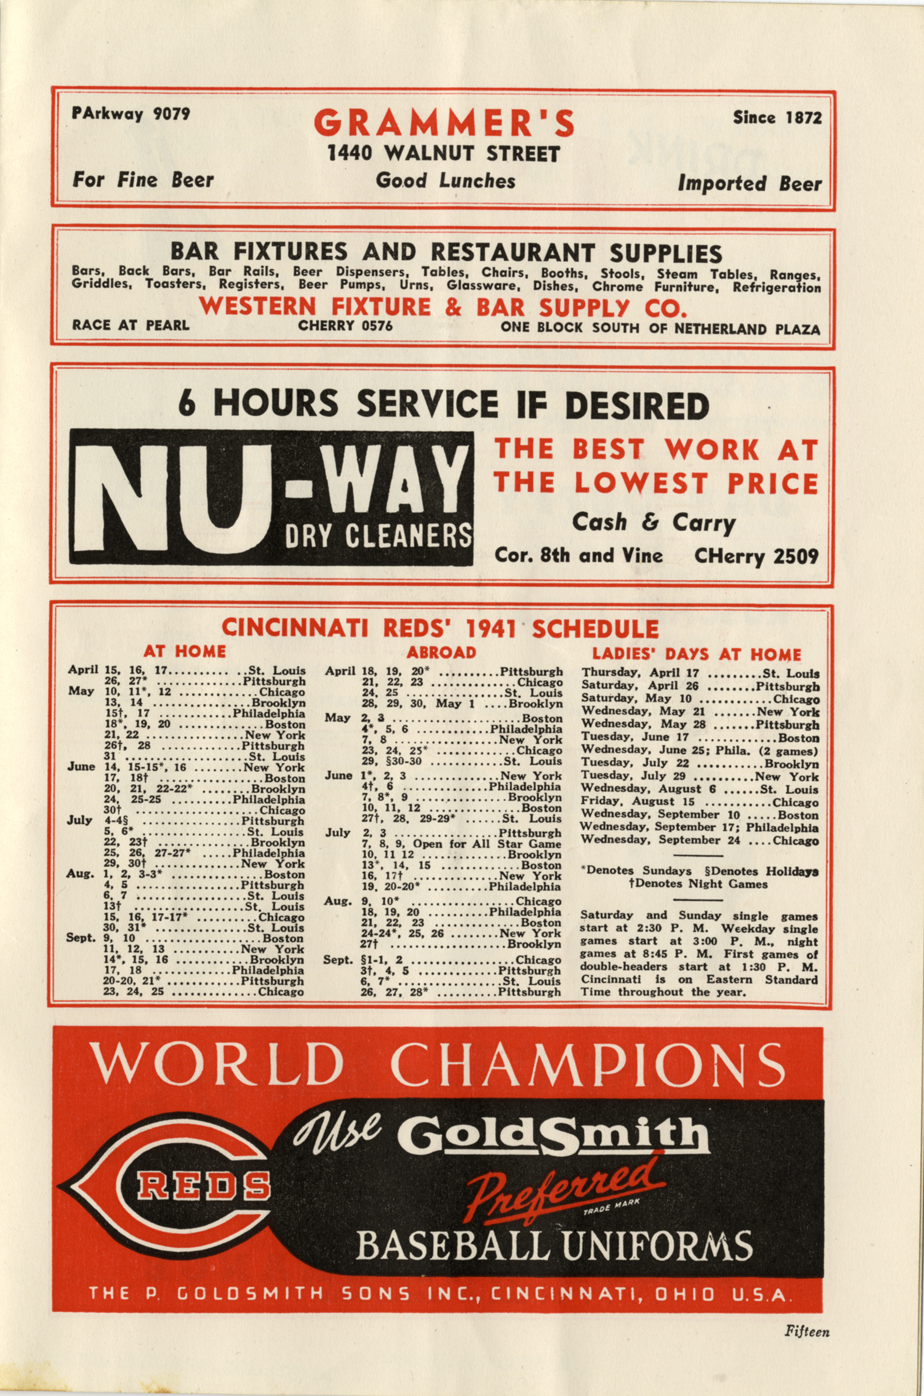 PArkway 9079
GRAMMER'S
Since 1872
1440 WALNUT STREET
For Fine Beer
Good Lunches
Imported Beer
BAR FIXTURES AND RESTAURANT SUPPLIES
Bars, Back Bars, Bar Rails, Beer Dispensers, Tables, Chairs, Booths, Stools, Steam Tables, Ranges,
Griddles, Toasters, Registers, Beer Pumps, Urns, Glassware, Dishes, Chrome Furniture, Refrigeration
WESTERN FIXTURE & BAR SUPPLY CO.
RACE AT PEARL
CHERRY 0576
ONE BLOCK SOUTH OF NETHERLAND PLAZA
6 HOURS SERVICE IF DESIRED
NU-WAY
DRY CLEANERS
THE BEST WORK AT
THE LOWEST PRICE
Cash & Carry
Cor. 8th and Vine CHerry 2509
CINCINNATI REDS' 1941 SCHEDULE
AT HOME
April 15, 16, 17...........St. Louis
26, 27* ..............Pittsburgh
May 10, 11*, 12 ............Chicago
13, 14 ..................Brooklyn
15†, 17 .............Philadelphia
18*, 19, 20 ...............Boston
21, 22 .................New York
26†, 28 ..............Pittsburgh
31 .....................St. Louis
June 14, 15-15*, 16 ........New York
17, 18† ...................Boston
20, 21, 22-22* .........Brooklyn
24, 25-25 ..........Philadelphia
30† .....................Chicago
July 4-4§ .................Pittsburgh
5, 6* .................St. Louis
22, 23† ................Brooklyn
25, 26, 27-27* .....Philadelphia
29, 30† ................New York
Aug. 1, 2, 3-3* ...............Boston
4, 5 ..................Pittsburgh
6, 7 ...................St. Louis
13† ....................St. Louis
15, 16, 17-17* ..........Chicago
30, 31* ................St. Louis
Sept. 9, 10 ....................Boston
11, 12, 13 .............New York
14*, 15, 16 ............Brooklyn
17, 18 ..............Philadelphia
20-20, 21* ............Pittsburgh
23, 24, 25 ..............Chicago
ABROAD
April 18, 19, 20* ..........Pittsburgh
21, 22, 23 .............Chicago
24, 25 ................St. Louis
28, 29, 30, May 1 ....Brooklyn
May 2, 3 ....................Boston
4*, 5, 6 ............Philadelphia
7, 8 ..................New York
23, 24, 25* .............Chicago
29, §30-30 .............St. Louis
June 1*, 2, 3 ..............New York
4†, 6 ...............Philadelphia
7, 8*, 9 ...............Brooklyn
10, 11, 12 ...............Boston
27†, 28, 29-29* .......St. Louis
July 2, 3 .................Pittsburgh
7, 8, 9, Open for All Star Game
10, 11 12 ..............Brooklyn
13*, 14, 15 ..............Boston
16, 17† ................New York
19, 20-20* .........Philadelphia
Aug. 9, 10* .................Chicago
18, 19, 20 .........Philadelphia
21, 22, 23 ...............Boston
24-24*, 25, 26 .........New York
27† ....................Brooklyn
Sept. §1-1, 2 ................Chicago
3†, 4, 5 .............Pittsburgh
6, 7* ..................St. Louis
26, 27, 28* ..........Pittsburgh
LADIES' DAYS AT HOME
Thursday, April 17 .........St. Louis
Saturday, April 26 ........Pittsburgh
Saturday, May 10 ............Chicago
Wednesday, May 21 .......New York
Wednesday, May 28 .....Pittsburgh
Tuesday, June 17 .............Boston
Wednesday, June 25; Phila. (2 games)
Tuesday, July 22 ..........Brooklyn
Tuesday, July 29 ..........New York
Wednesday, August 6 ......St. Louis
Friday, August 15 ...........Chicago
Wednesday, September 10 .....Boston
Wednesday, September 17; Philadelphia
Wednesday, September 24 ....Chicago
*Denotes Sundays §Denotes Holidays
†Denotes Night Games
Saturday and Sunday single games
start at 2:30 P. M. Weekday single
games start at 3:00 P. M., night
games at 8:45 P. M. First games of
double-headers start at 1:30 P. M.
Cincinnati is on Eastern Standard
Time throughout the year.
WORLD CHAMPIONS
REDS
Use GoldSmith
Preferred
TRADE MARK
BASEBALL UNIFORMS
THE P. GOLDSMITH SONS INC., CINCINNATI, OHIO U.S.A.
Fifteen